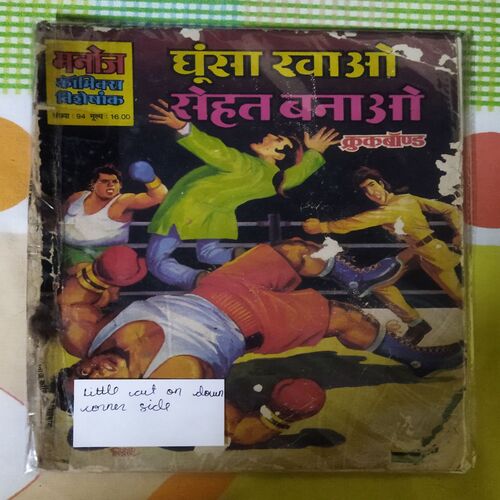 मनोज
कॉमिक्स
विशेषांक
संख्या : 94 मूल्य : 16.00
घूंसा खाओ
सेहत बनाओ
क्रुकबॉण्ड
Little cut on down
corner side